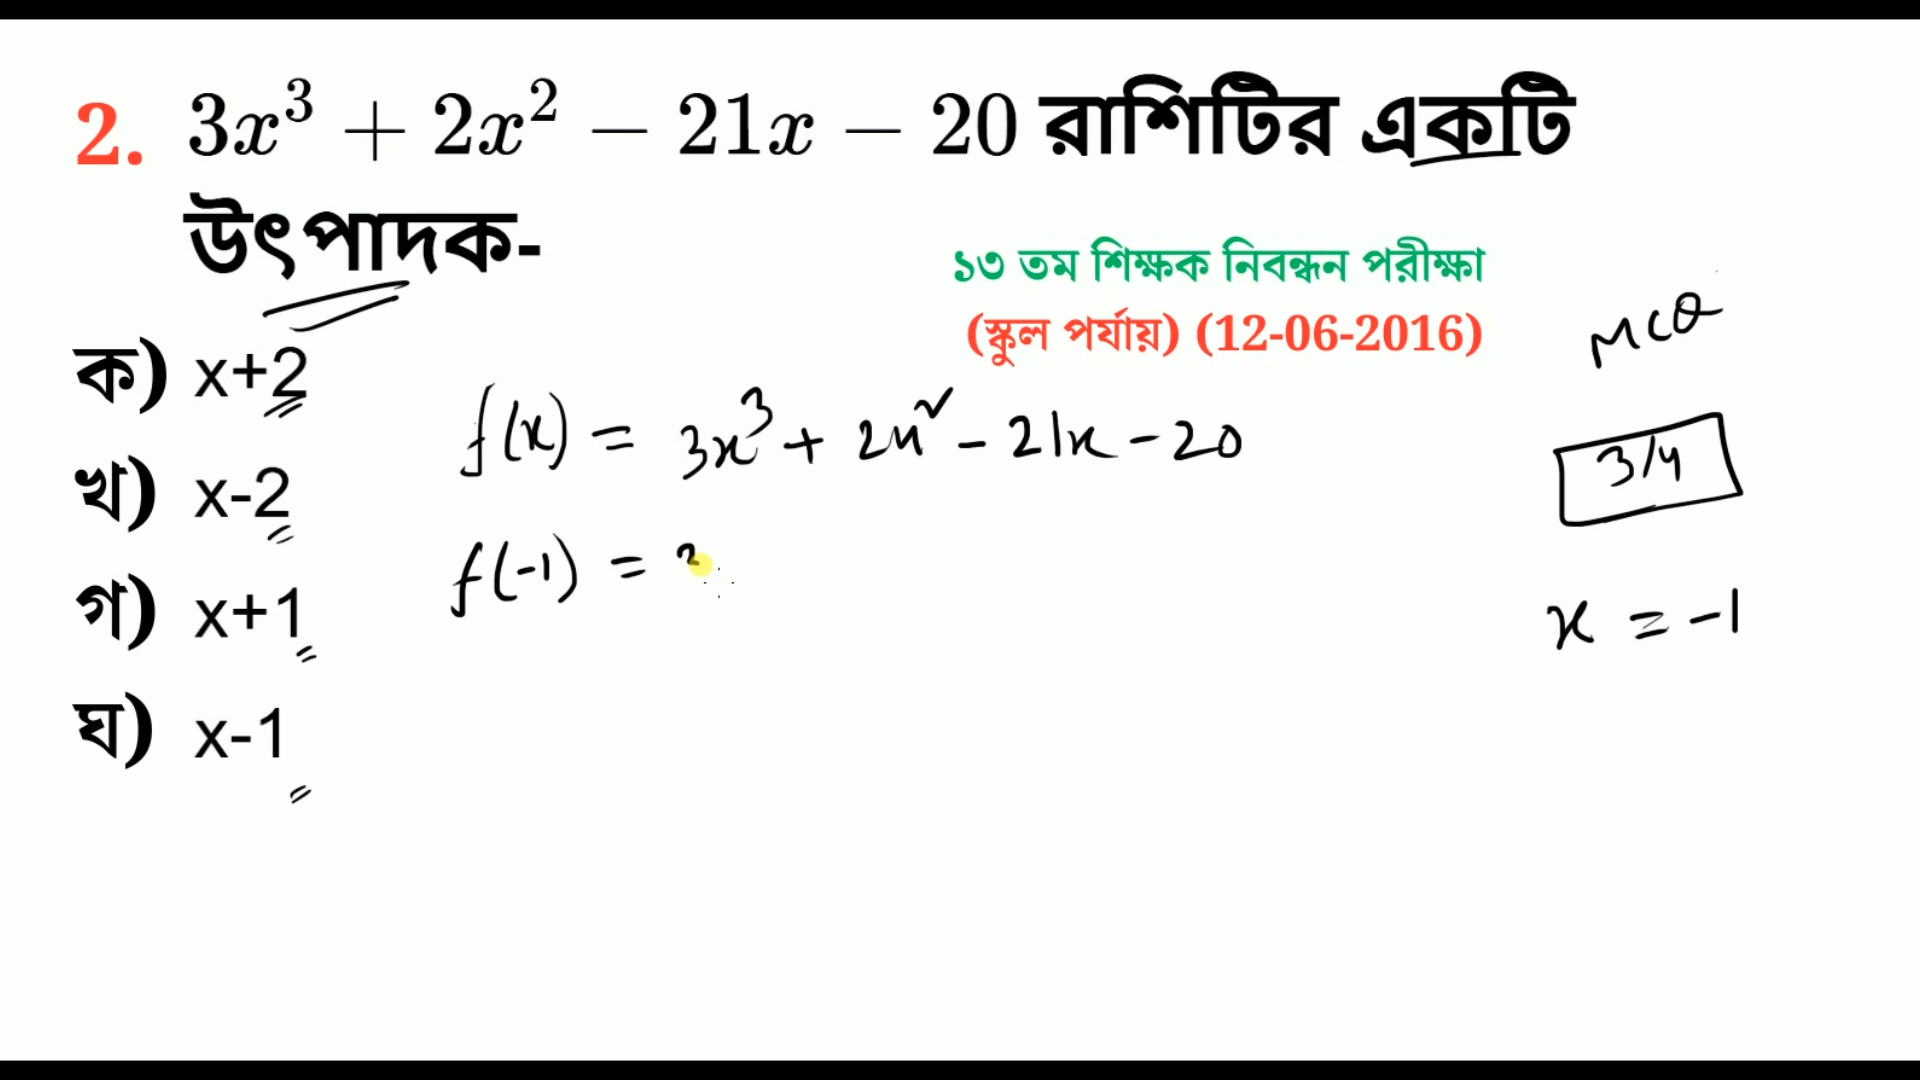 2. 3x³ + 2x² − 21x − 20 রাশিটির একটি
উৎপাদক-
১৩ তম শিক্ষক নিবন্ধন পরীক্ষা
(স্কুল পর্যায়) (12-06-2016)
MCQ
ক) x+2
f(x) = 3x³ + 2x² - 21x - 20
3/4
খ) x-2
f(-1) = 3
গ) x+1
x = -1
ঘ) x-1